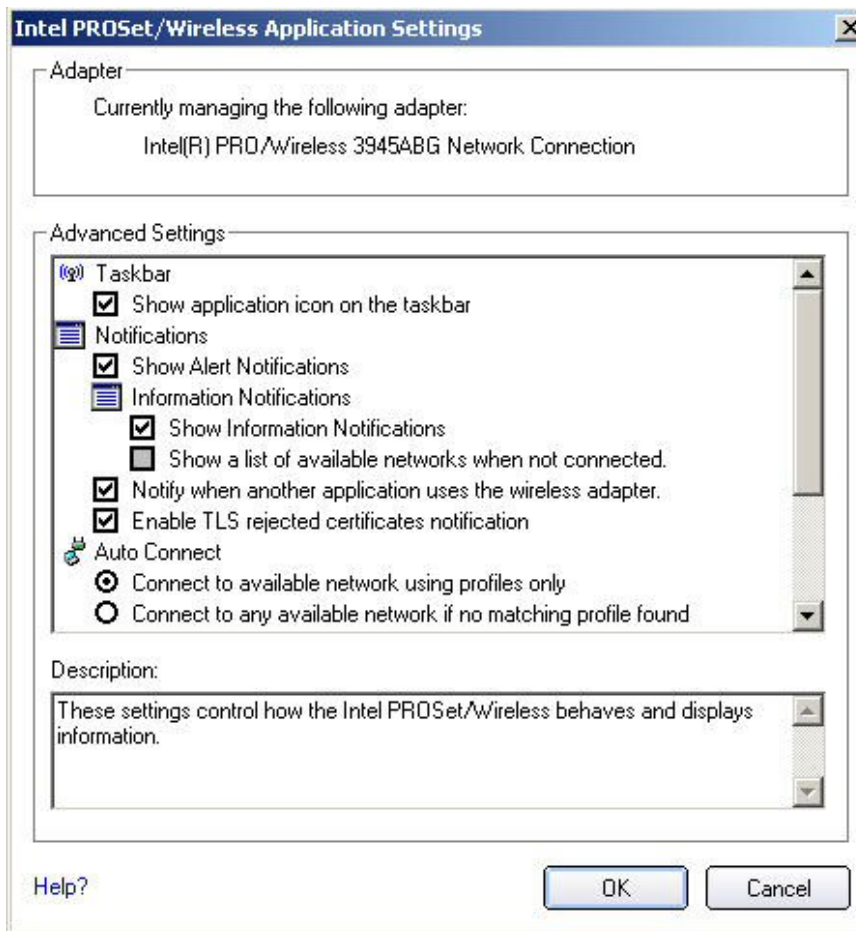 Intel PROSet/Wireless Application Settings
Adapter
Currently managing the following adapter:
Intel(R) PRO/Wireless 3945ABG Network Connection
Advanced Settings
Taskbar
Show application icon on the taskbar
Notifications
Show Alert Notifications
Information Notifications
Show Information Notifications
Show a list of available networks when not connected.
Notify when another application uses the wireless adapter.
Enable TLS rejected certificates notification
Auto Connect
Connect to available network using profiles only
Connect to any available network if no matching profile found
Description:
These settings control how the Intel PROSet/Wireless behaves and displays
information.
Help?
OK
Cancel